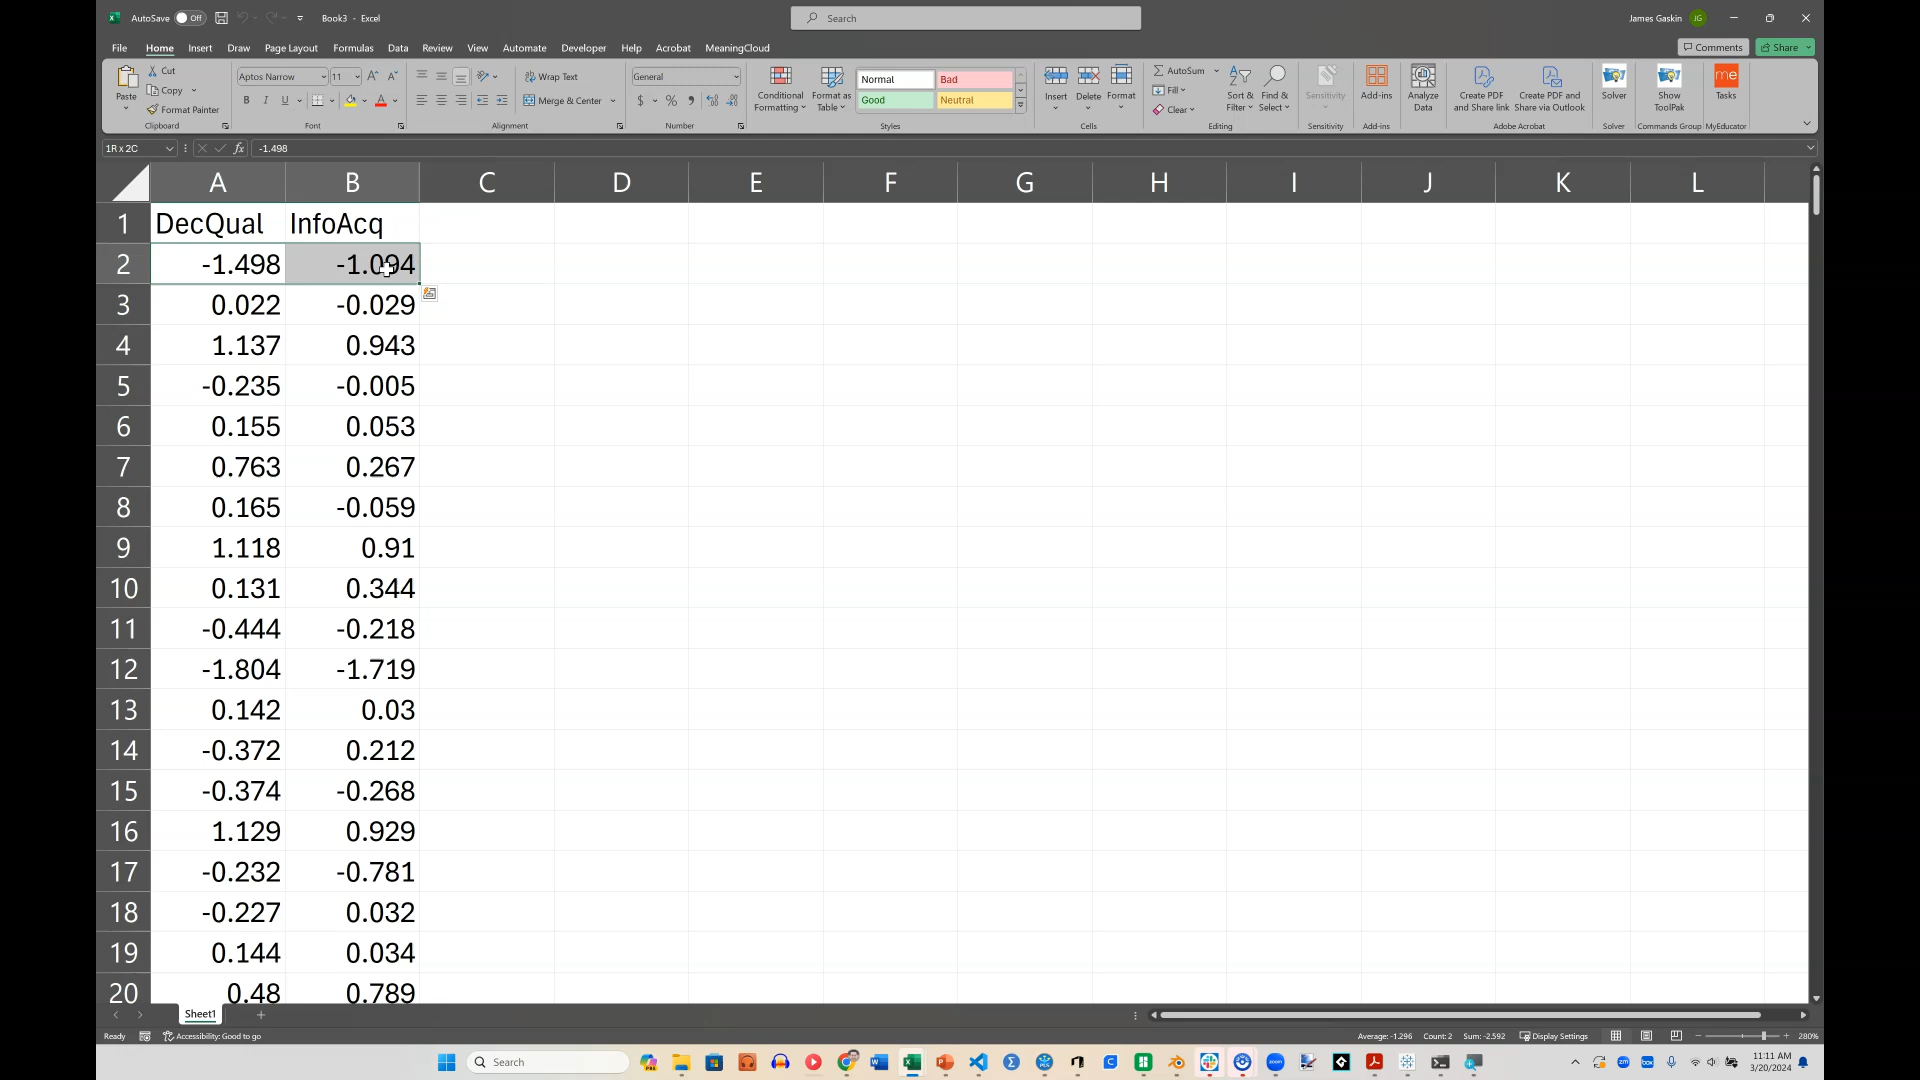 AutoSave Off Book3 - Excel Search James Gaskin JG
File Home Insert Draw Page Layout Formulas Data Review View Automate Developer Help Acrobat MeaningCloud Comments Share
Paste Cut Copy Format Painter Clipboard
Aptos Narrow 11 B I U A Font
Wrap Text Merge & Center Alignment
General $ % Number
Conditional Formatting Format as Table Normal Bad Good Neutral Styles
Insert Delete Format Cells
AutoSum Fill Clear Sort & Filter Find & Select Editing
Sensitivity Sensitivity
Add-ins Add-ins
Analyze Data
Create PDF and Share link Create PDF and Share via Outlook Adobe Acrobat
Solver Solver
Show ToolPak Commands Group
me Tasks MyEducator
1R x 2C fx -1.498
A B C D E F G H I J K L
1 DecQual InfoAcq
2 -1.498 -1.094
3 0.022 -0.029
4 1.137 0.943
5 -0.235 -0.005
6 0.155 0.053
7 0.763 0.267
8 0.165 -0.059
9 1.118 0.91
10 0.131 0.344
11 -0.444 -0.218
12 -1.804 -1.719
13 0.142 0.03
14 -0.372 0.212
15 -0.374 -0.268
16 1.129 0.929
17 -0.232 -0.781
18 -0.227 0.032
19 0.144 0.034
20 0.48 0.789
Sheet1
Ready Accessibility: Good to go Average: -1.296 Count: 2 Sum: -2.592 Display Settings 280%
Search 11:11 AM
3/20/2024